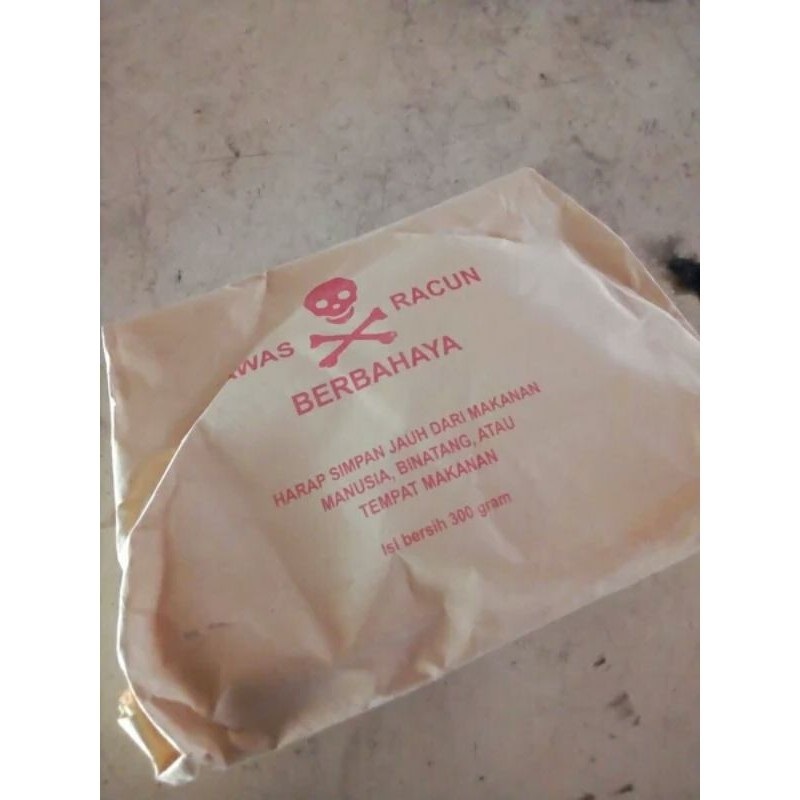 AWAS RACUN
BERBAHAYA
HARAP SIMPAN JAUH DARI MAKANAN
MANUSIA, BINATANG, ATAU
TEMPAT MAKANAN
Isi bersih 300 gram